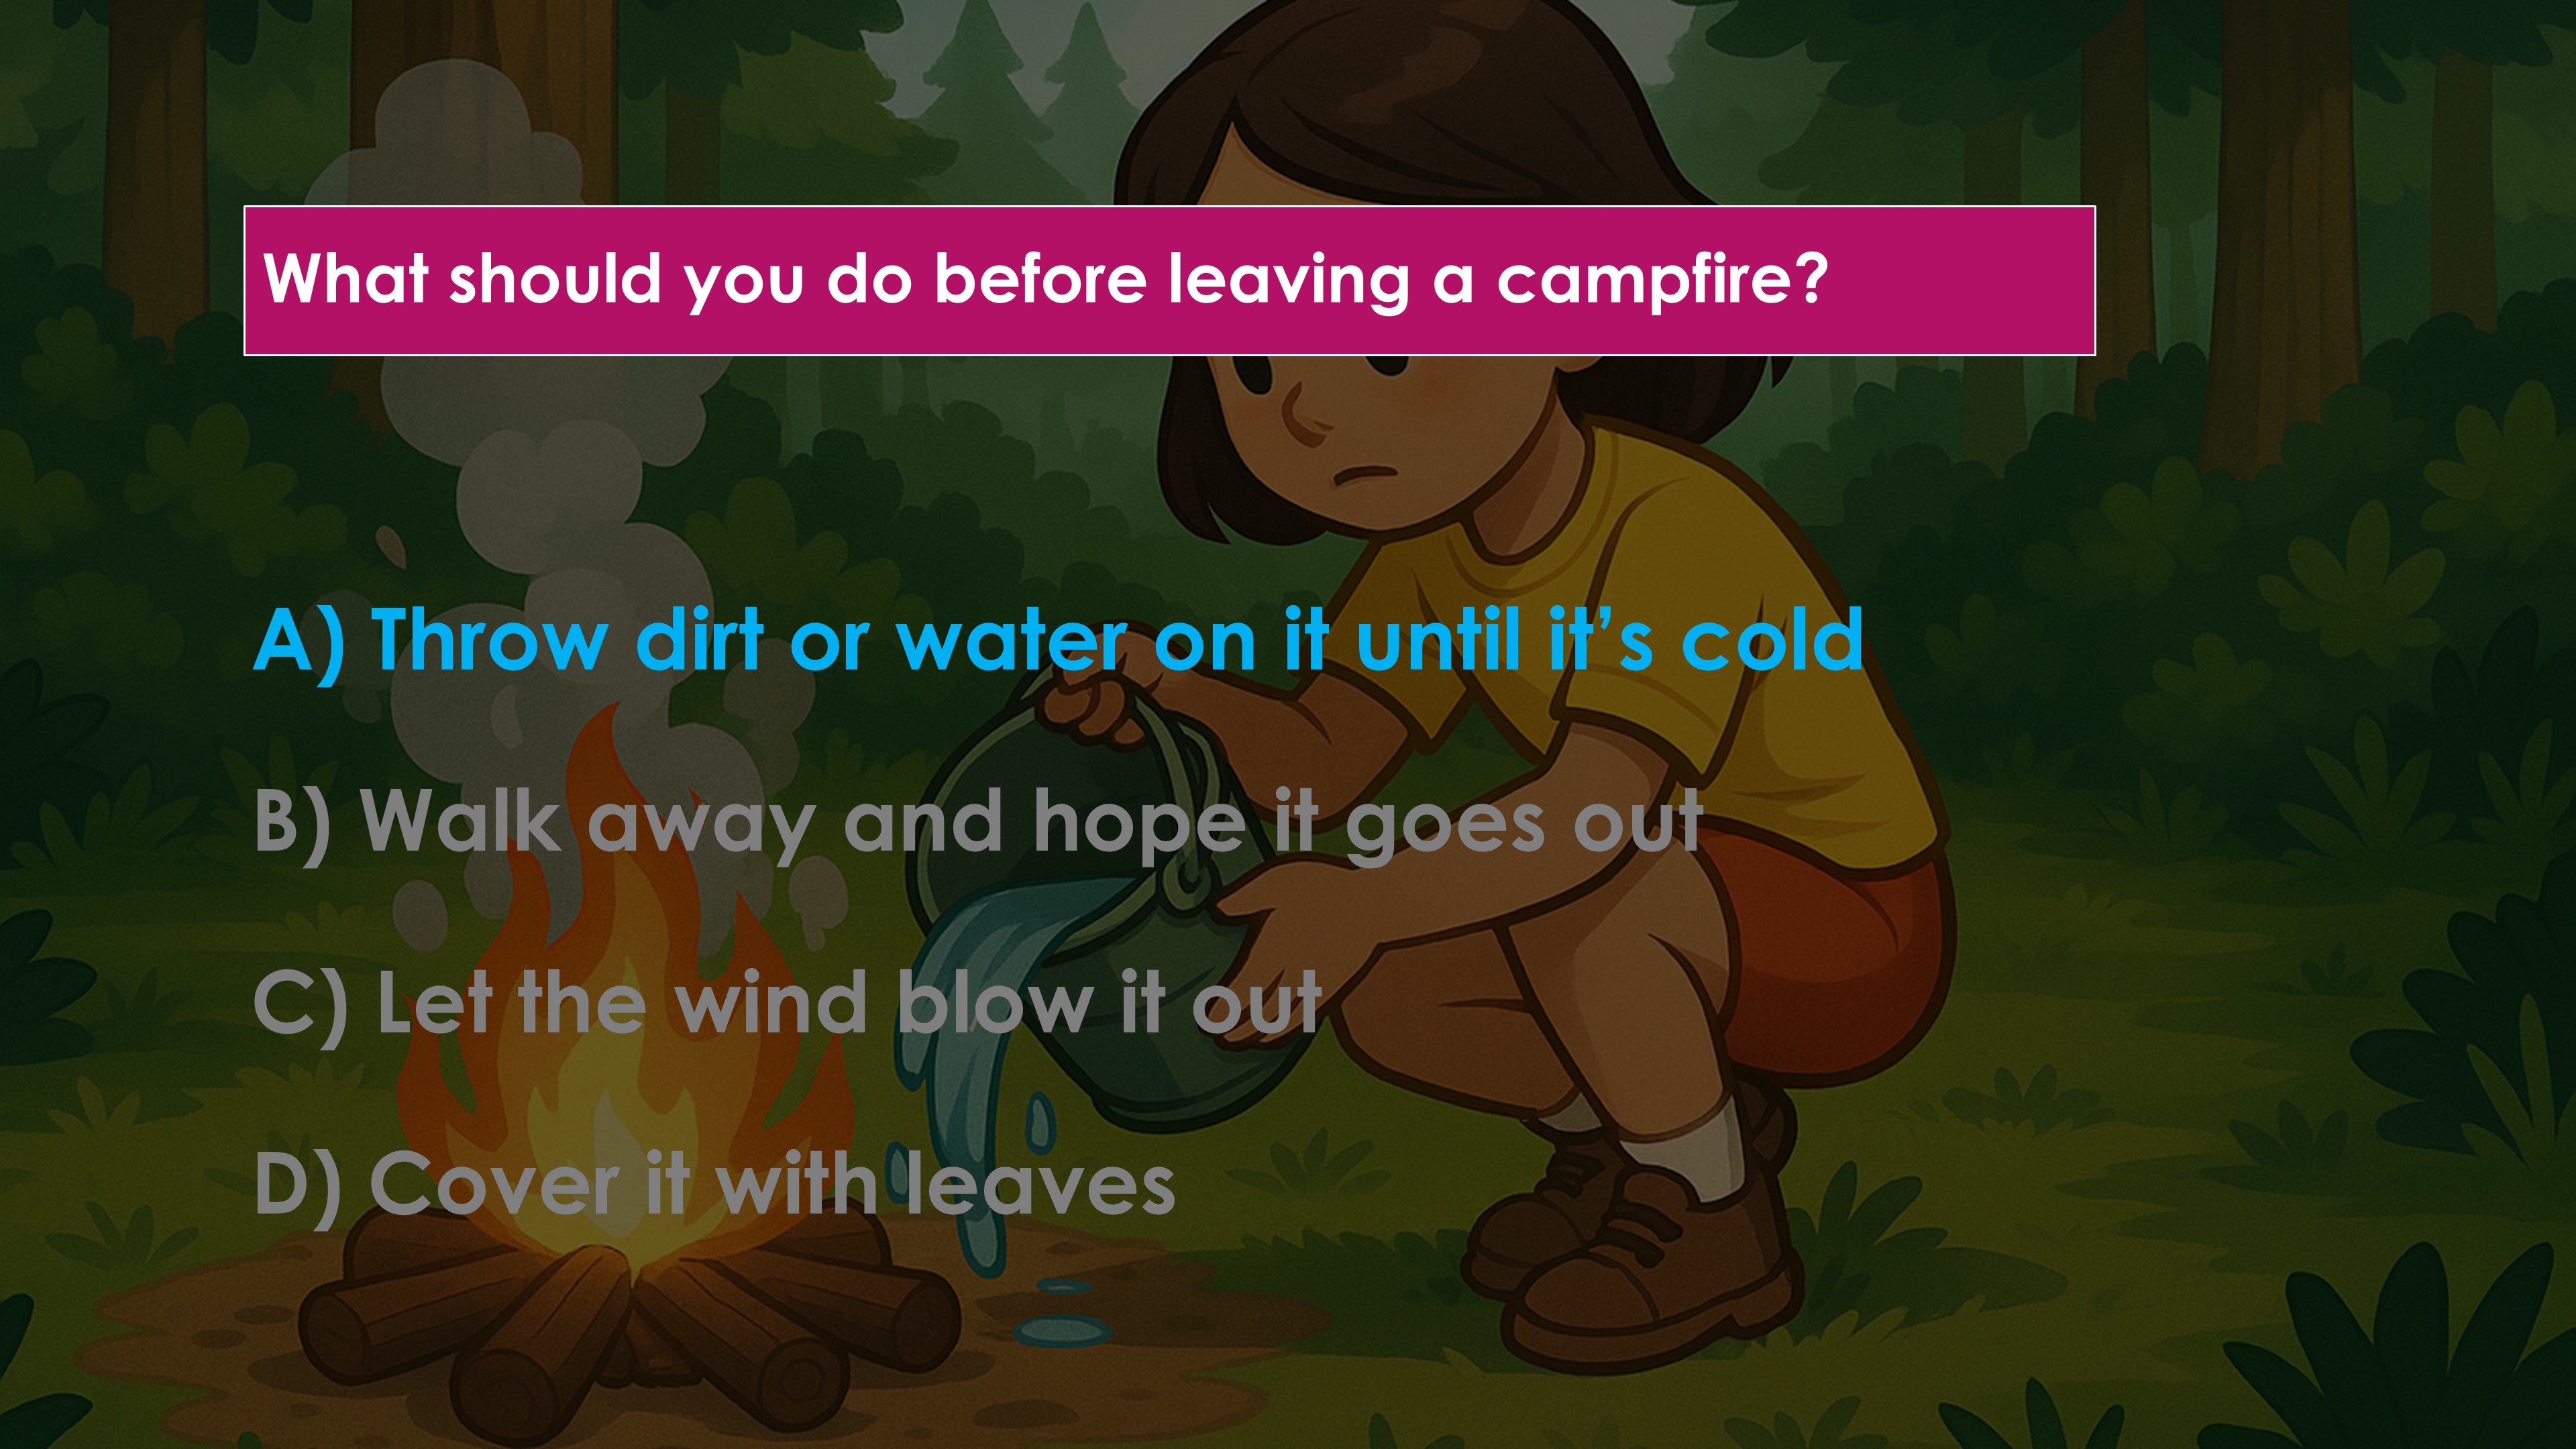 What should you do before leaving a campfire?
A) Throw dirt or water on it until it’s cold
B) Walk away and hope it goes out
C) Let the wind blow it out
D) Cover it with leaves